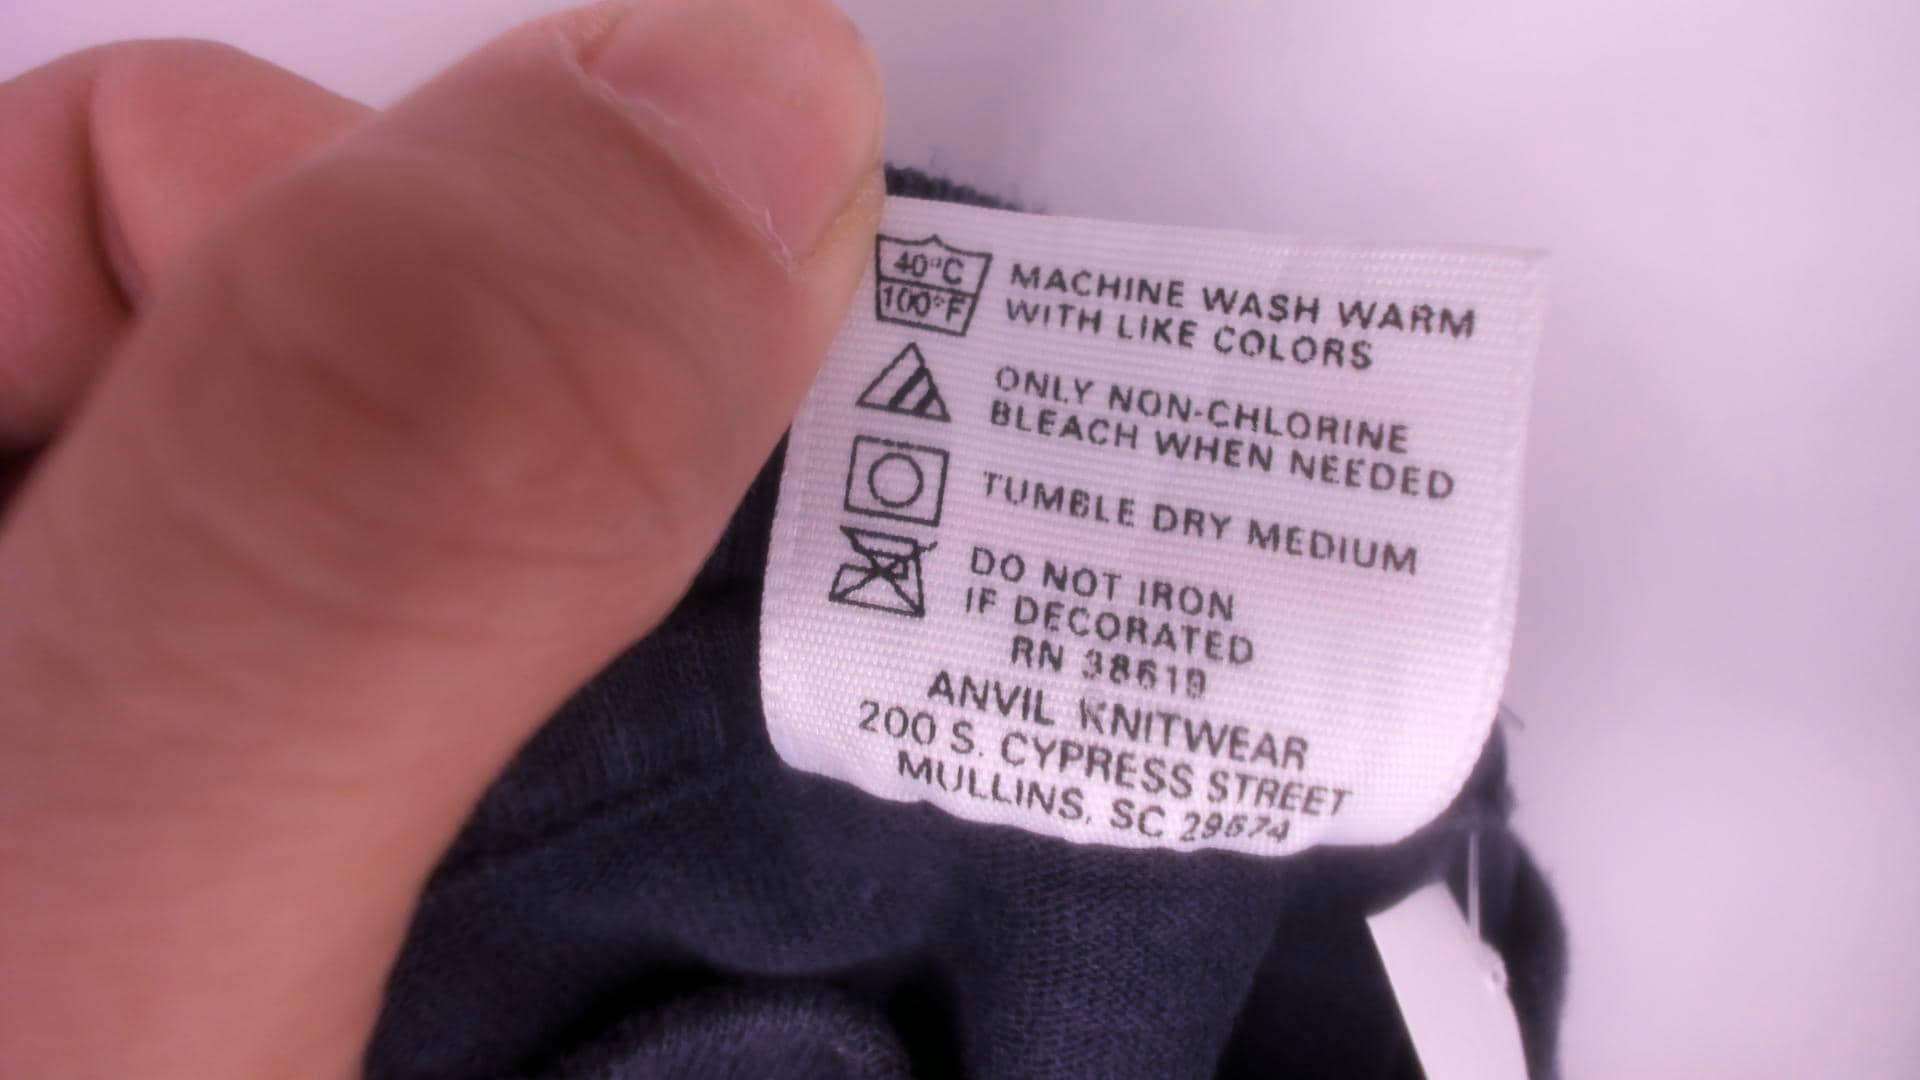 40°C
100°F
MACHINE WASH WARM
WITH LIKE COLORS
ONLY NON-CHLORINE
BLEACH WHEN NEEDED
TUMBLE DRY MEDIUM
DO NOT IRON
IF DECORATED
RN 38619
ANVIL KNITWEAR
200 S. CYPRESS STREET
MULLINS, SC 29574